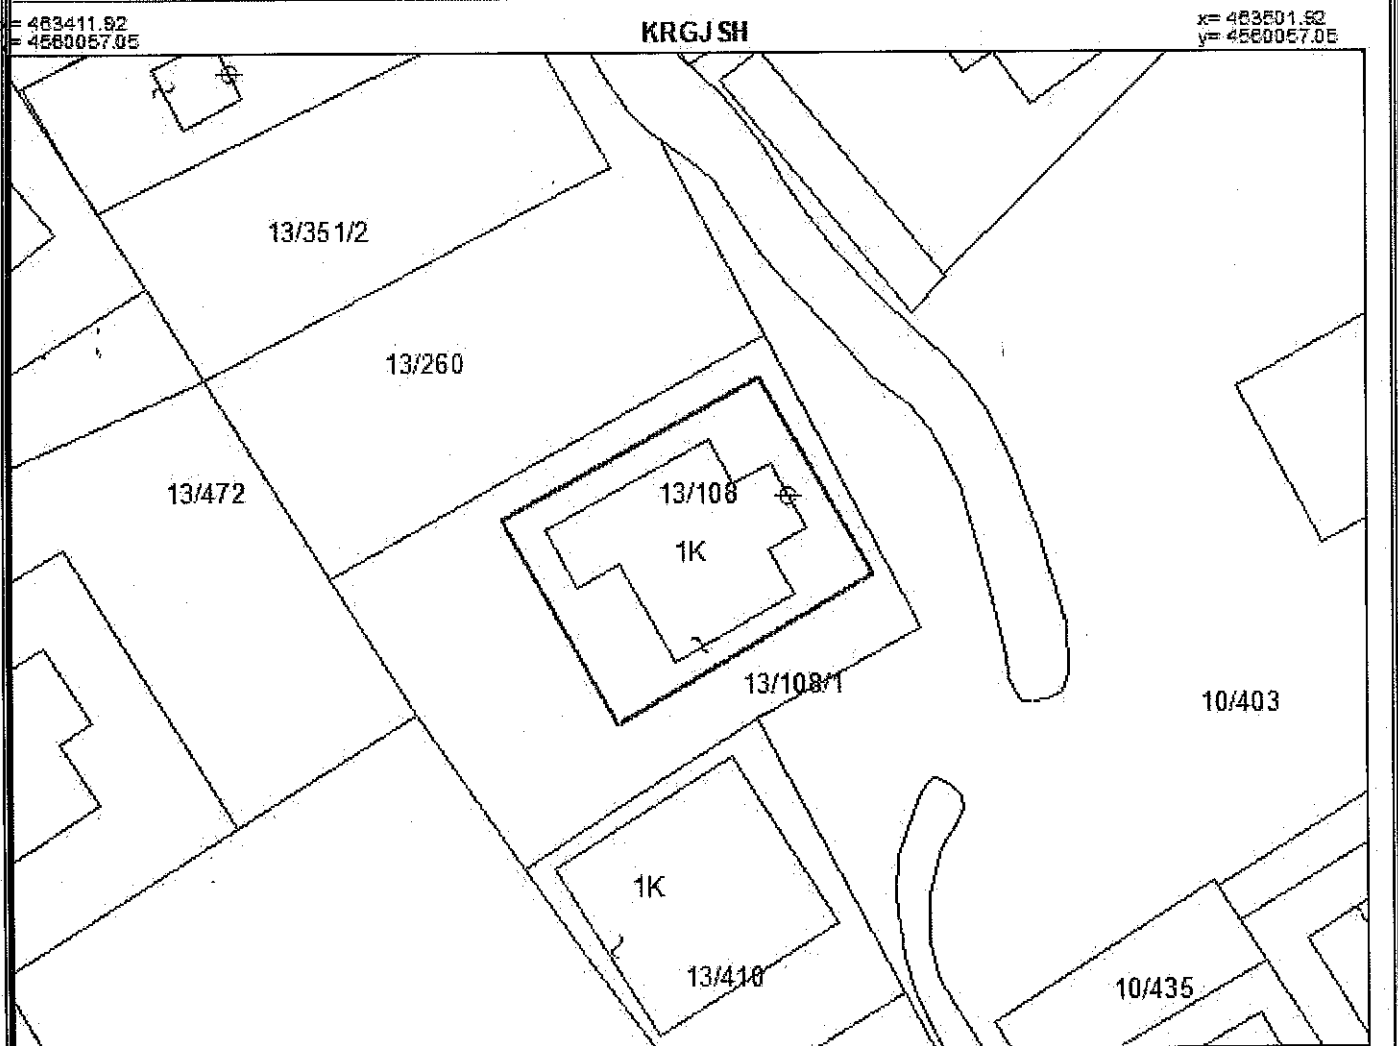 = 463411.92
= 4560057.05
KRGJSH
x= 463501.92
y= 4560057.05
13/351/2
13/260
13/472
13/108
1K
13/108/1
10/403
1K
13/410
10/435